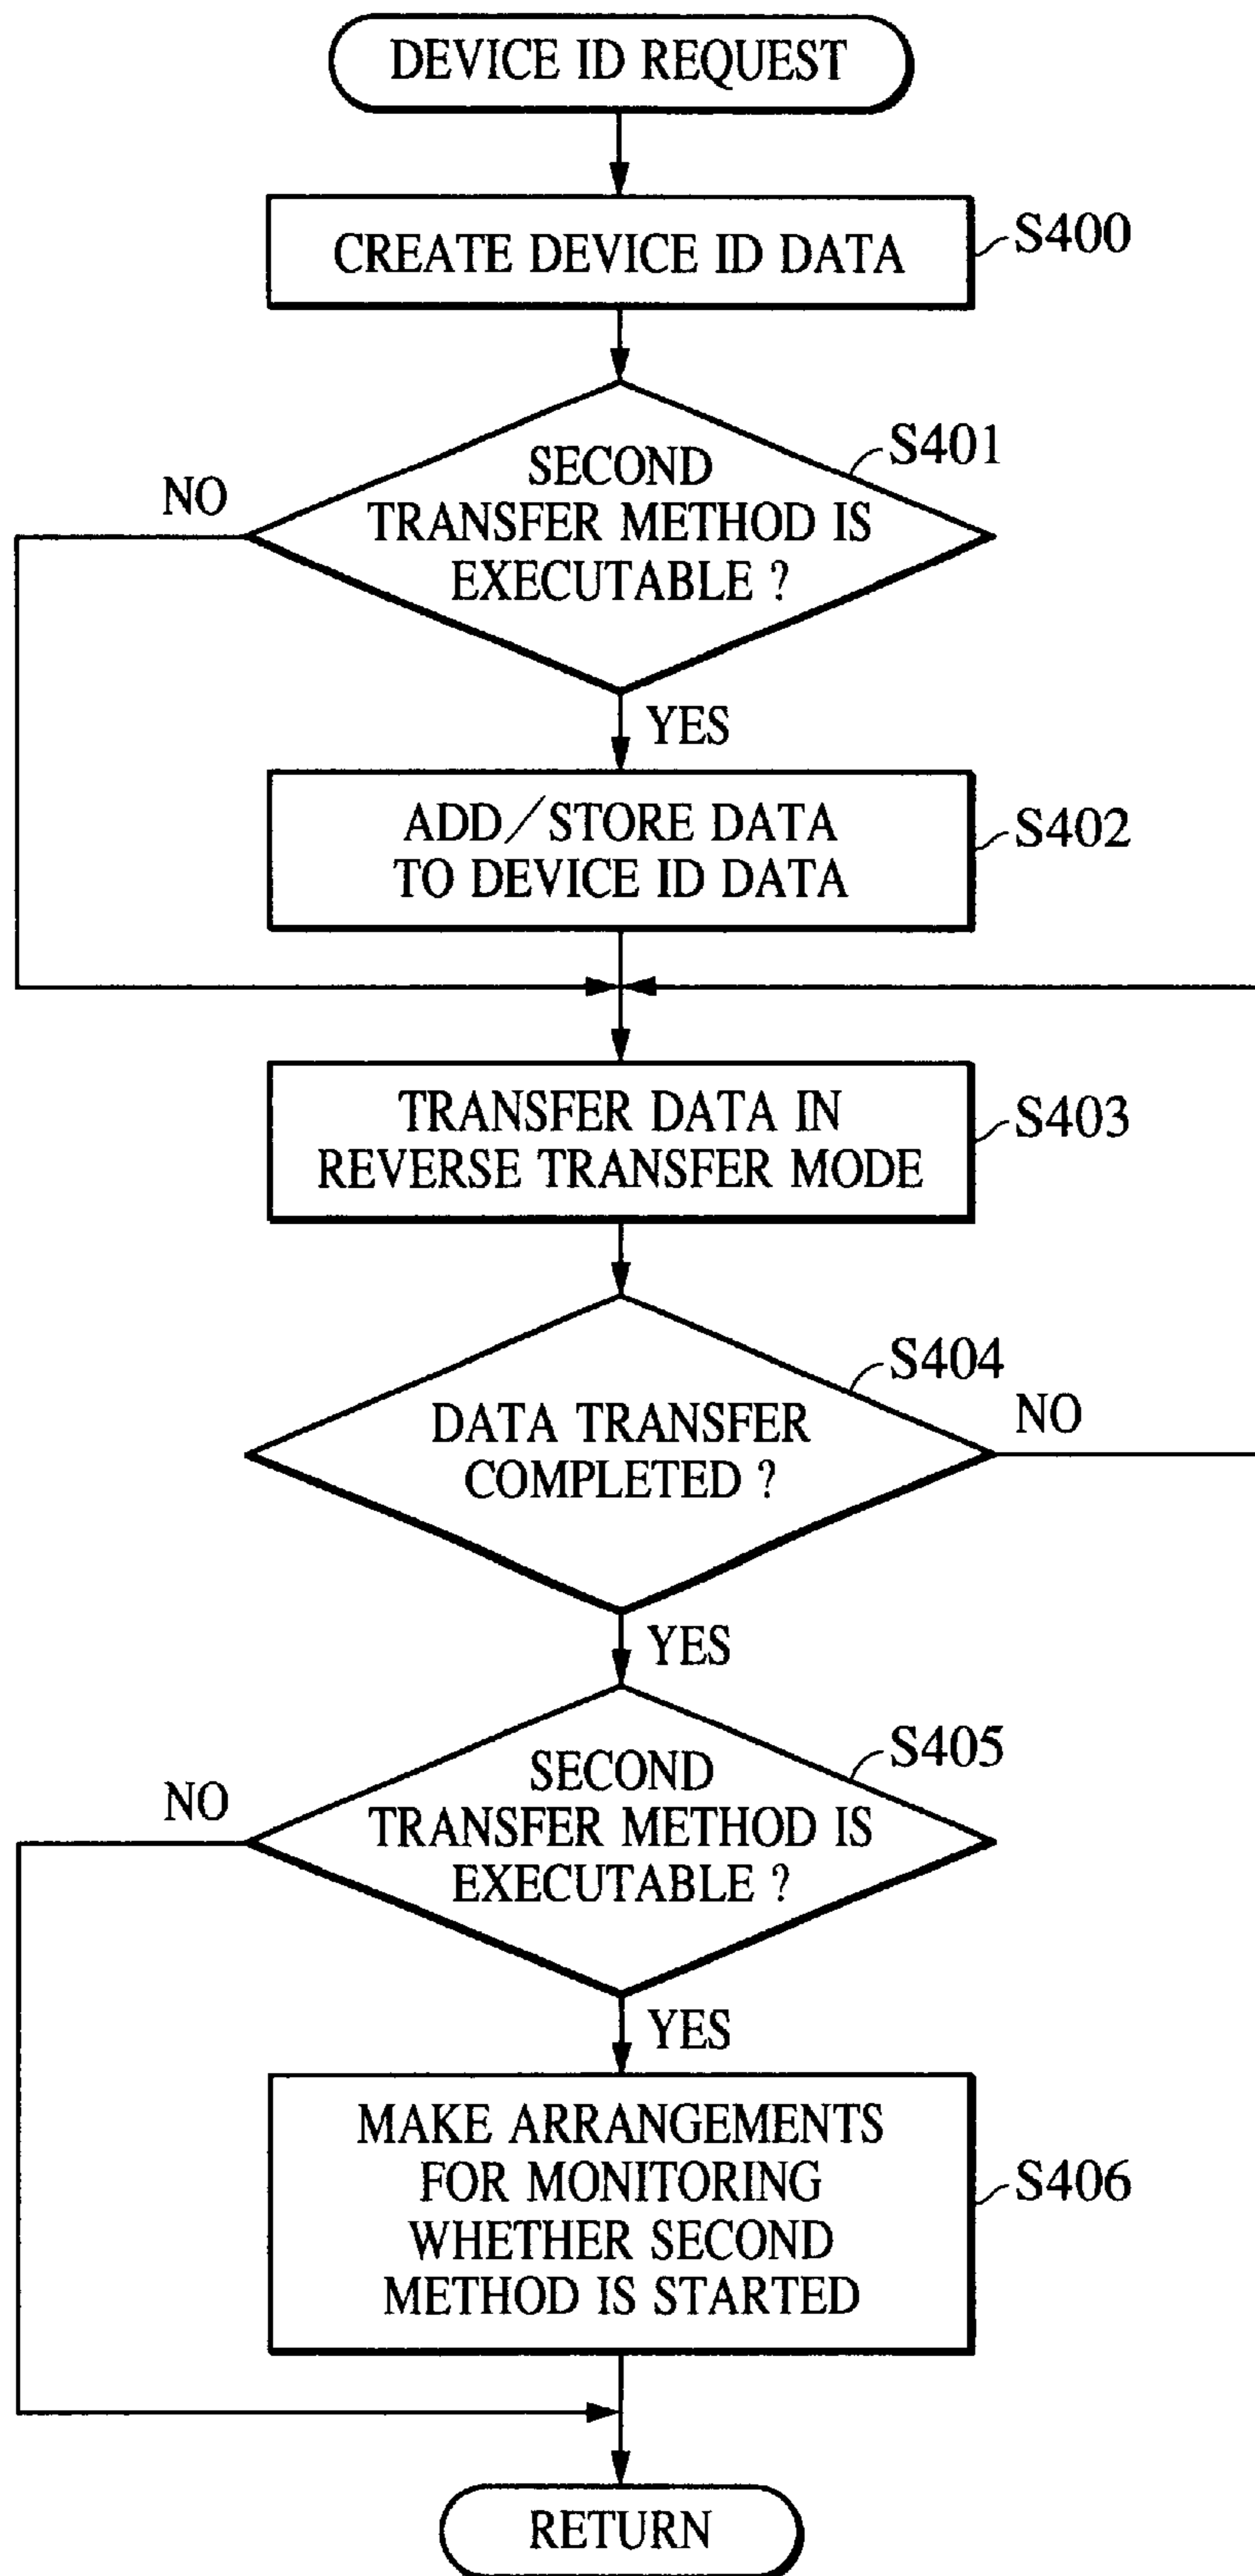 DEVICE ID REQUEST
CREATE DEVICE ID DATA
S400
SECOND
TRANSFER METHOD IS
EXECUTABLE ?
S401
NO
YES
ADD/STORE DATA
TO DEVICE ID DATA
S402
TRANSFER DATA IN
REVERSE TRANSFER MODE
S403
DATA TRANSFER
COMPLETED ?
S404
NO
YES
SECOND
TRANSFER METHOD IS
EXECUTABLE ?
S405
NO
YES
MAKE ARRANGEMENTS
FOR MONITORING
WHETHER SECOND
METHOD IS STARTED
S406
RETURN